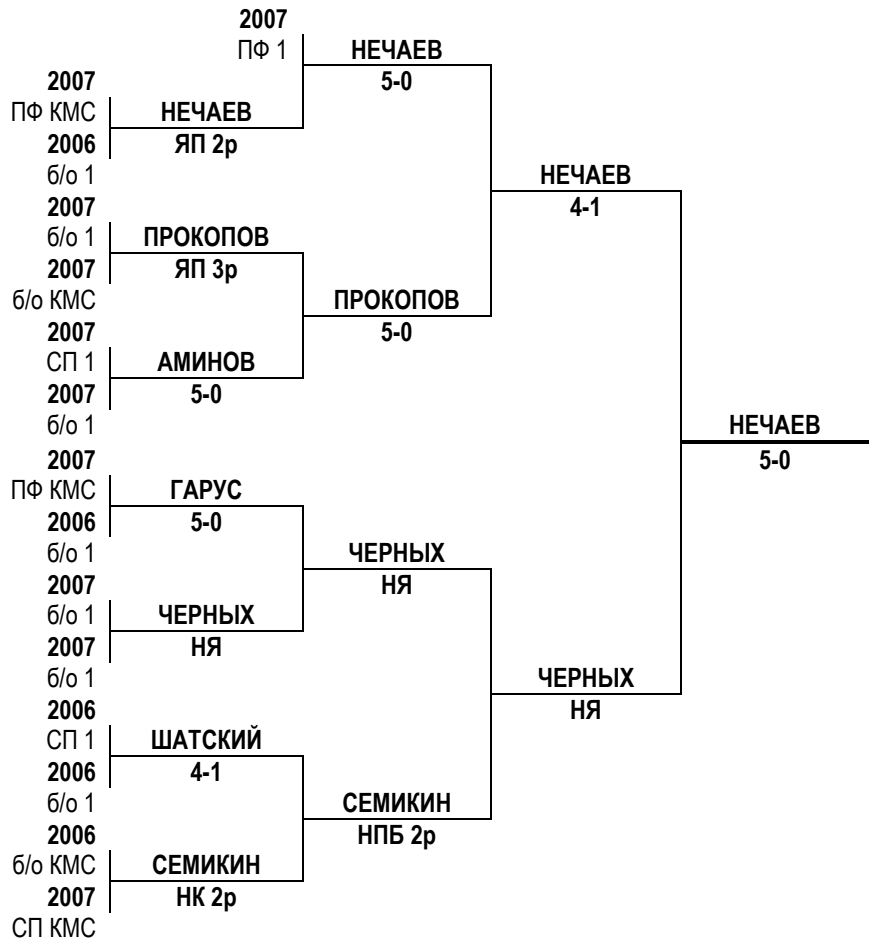 2007
ПФ 1
НЕЧАЕВ
5-0
2007
ПФ КМС
НЕЧАЕВ
2006
ЯП 2р
б/о 1
НЕЧАЕВ
2007
4-1
б/о 1
ПРОКОПОВ
2007
ЯП 3р
б/о КМС
ПРОКОПОВ
2007
5-0
СП 1
АМИНОВ
2007
5-0
б/о 1
НЕЧАЕВ
2007
5-0
ПФ КМС
ГАРУС
2006
5-0
б/о 1
ЧЕРНЫХ
2007
НЯ
б/о 1
ЧЕРНЫХ
2007
НЯ
б/о 1
ЧЕРНЫХ
2006
НЯ
СП 1
ШАТСКИЙ
2006
4-1
б/о 1
СЕМИКИН
2006
НПБ 2р
б/о КМС
СЕМИКИН
2007
НК 2р
СП КМС